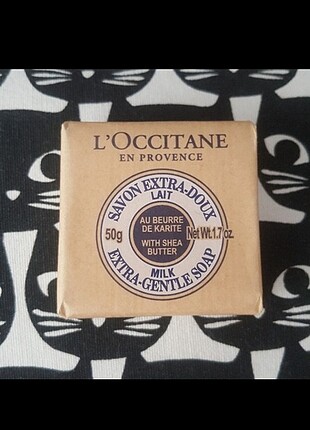 L'OCCITANE
EN PROVENCE
SAVON EXTRA-DOUX
LAIT
AU BEURRE
DE KARITE
50g
Net Wt.1.7 oz.
WITH SHEA
BUTTER
MILK
EXTRA-GENTLE SOAP